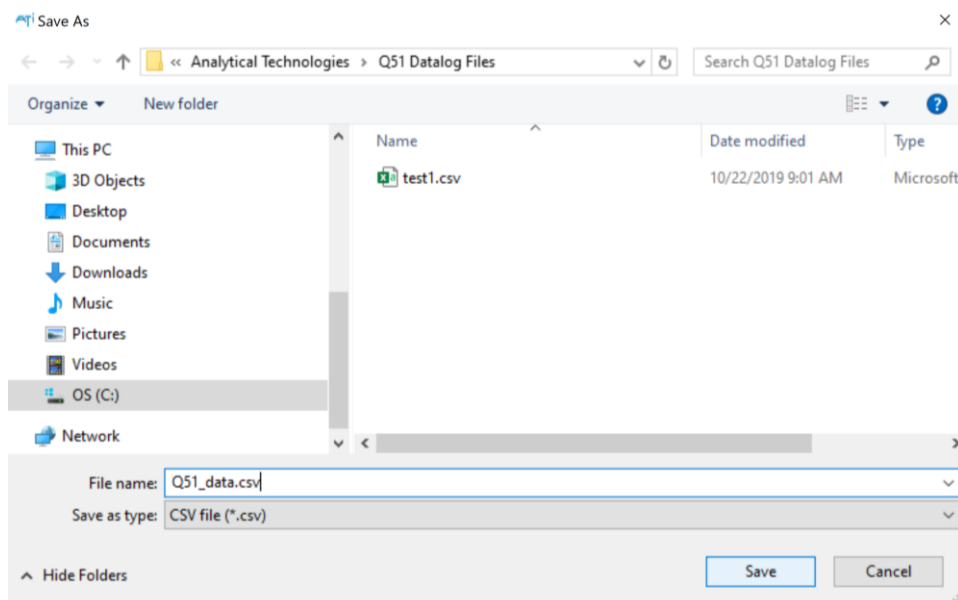 ATi Save As
« Analytical Technologies › Q51 Datalog Files
Search Q51 Datalog Files
Organize
New folder
?
This PC
3D Objects
Desktop
Documents
Downloads
Music
Pictures
Videos
OS (C:)
Network
Name Date modified Type
test1.csv 10/22/2019 9:01 AM Microsoft
File name: Q51_data.csv
Save as type: CSV file (*.csv)
Hide Folders
Save Cancel